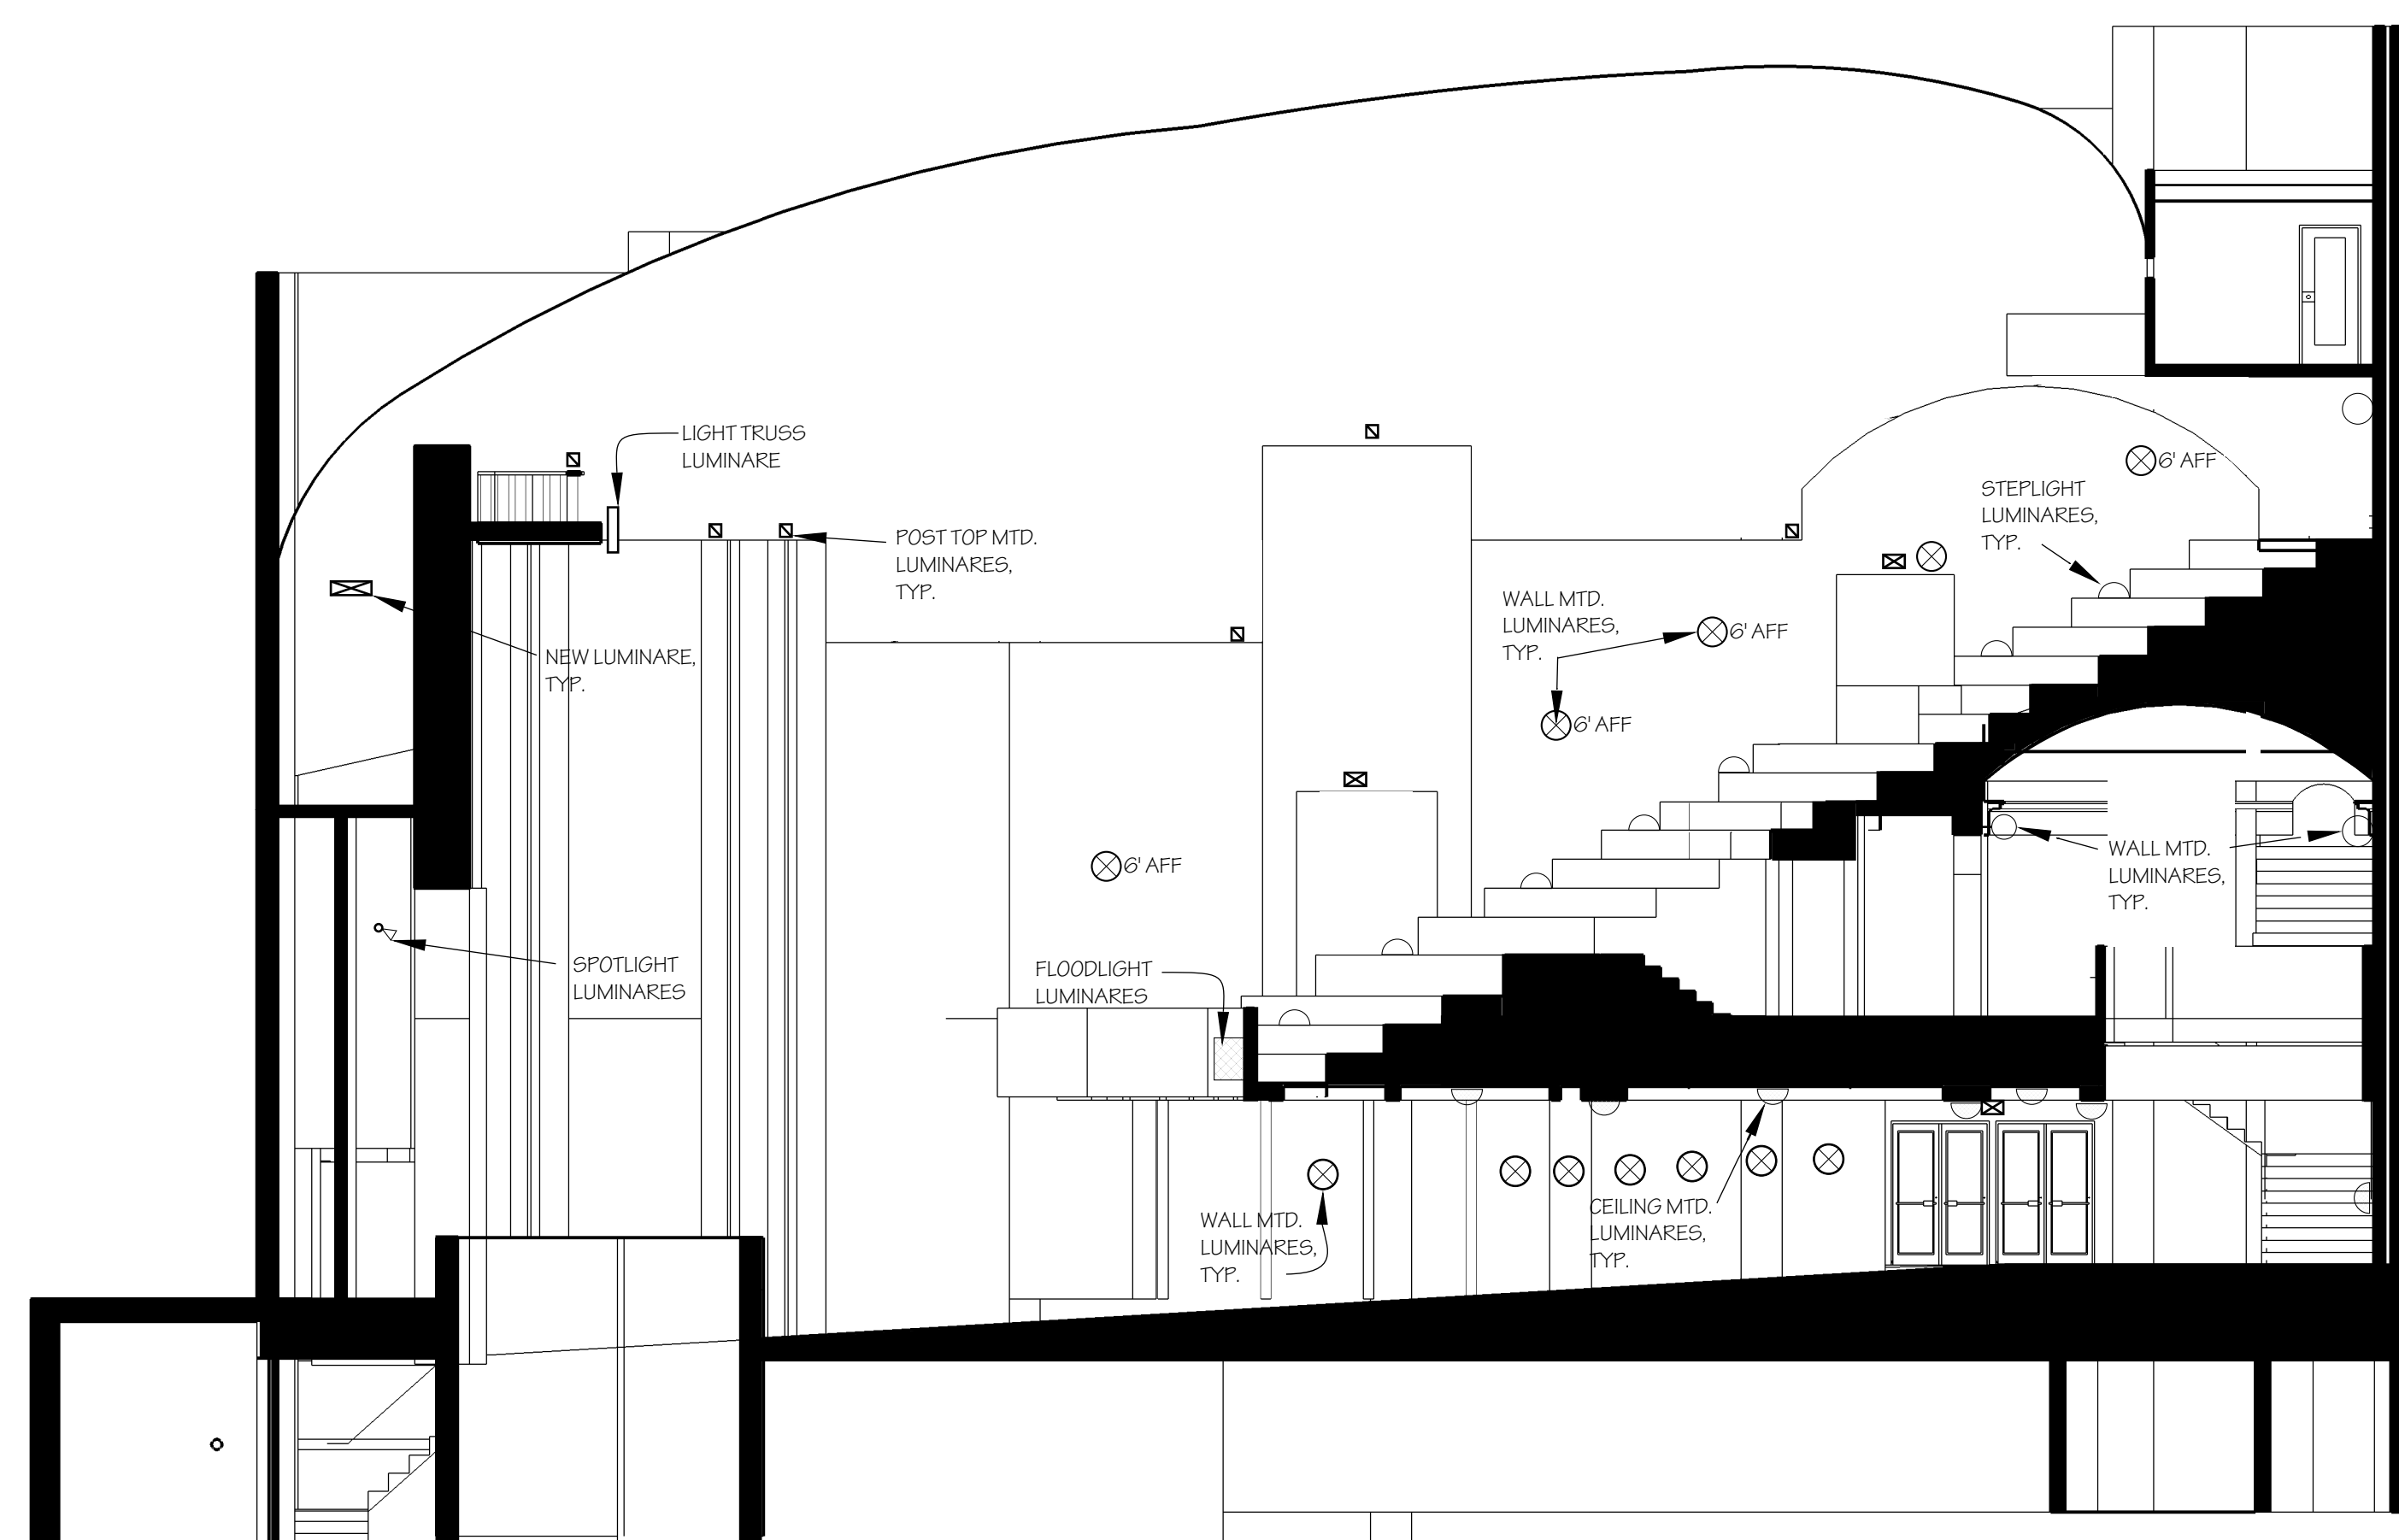 LIGHT TRUSS
LUMINARE
6' AFF
STEPLIGHT
LUMINARES,
TYP.
POST TOP MTD.
LUMINARES,
TYP.
WALL MTD.
LUMINARES,
TYP.
6' AFF
NEW LUMINARE,
TYP.
6' AFF
6' AFF
WALL MTD.
LUMINARES,
TYP.
SPOTLIGHT
LUMINARES
FLOODLIGHT
LUMINARES
WALL MTD.
LUMINARES,
TYP.
CEILING MTD.
LUMINARES,
TYP.